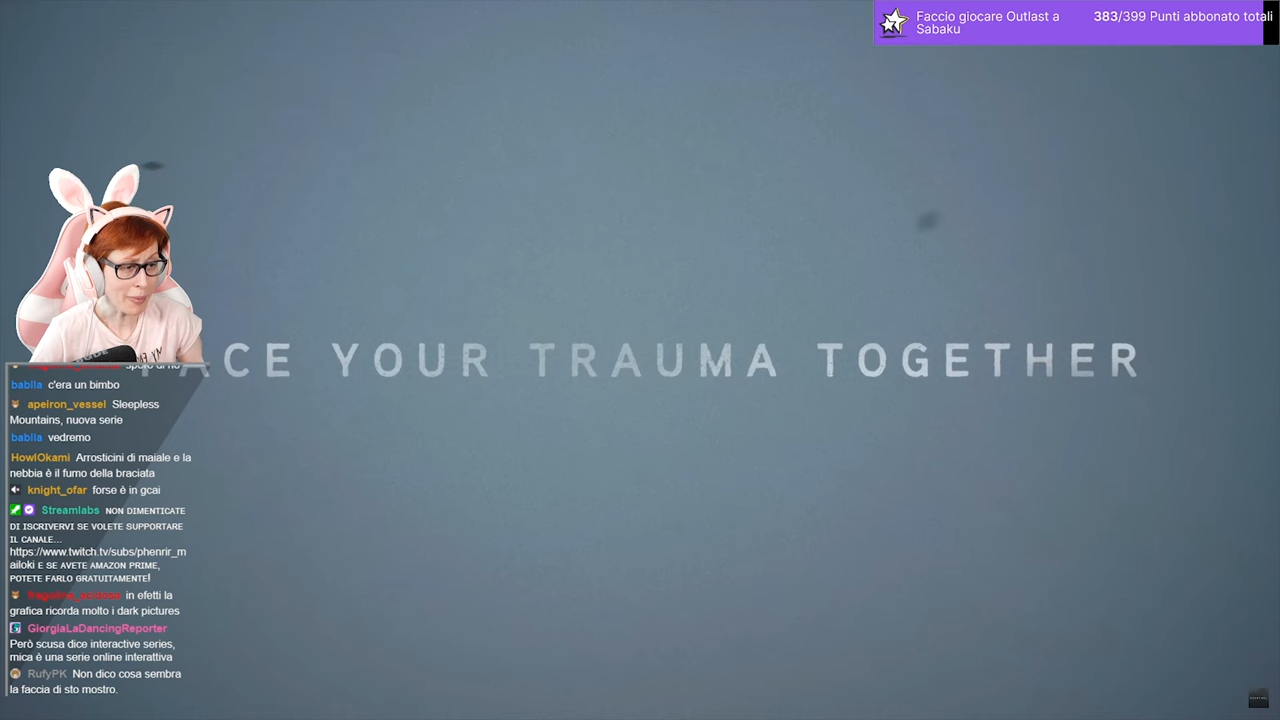 Faccio giocare Outlast a
Sabaku
383/399 Punti abbonato totali
FACE YOUR TRAUMA TOGETHER
bablla c'era un bimbo
apeiron_vessel Sleepless
Mountains, nuova serie
bablla vedremo
HowlOkami Arrosticini di maiale e la
nebbia è il fumo della braciata
knight_ofar forse è in gcai
Streamlabs NON DIMENTICATE
DI ISCRIVERVI SE VOLETE SUPPORTARE
IL CANALE...
https://www.twitch.tv/subs/phenrir_m
ailoki E SE AVETE AMAZON PRIME,
POTETE FARLO GRATUITAMENTE!
in efetti la
grafica ricorda molto i dark pictures
GiorgiaLaDancingReporter
Però scusa dice interactive series,
mica è una serie online interattiva
RufyPK Non dico cosa sembra
la faccia di sto mostro.